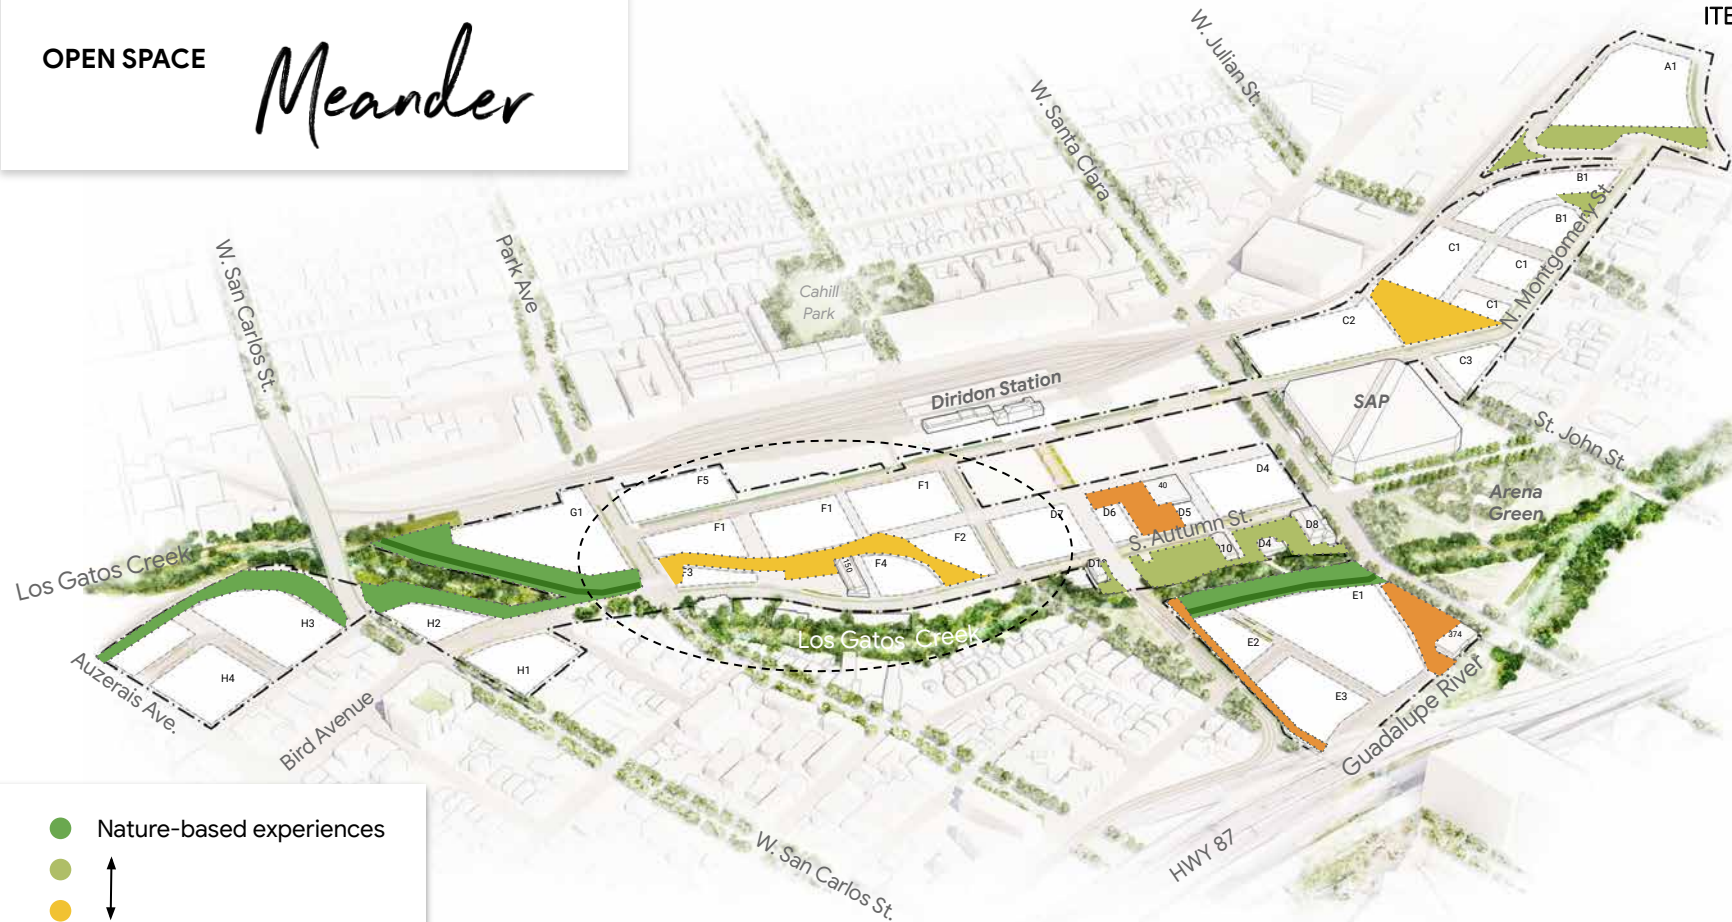 OPEN SPACE
Meander
ITE
W. Julian St.
W. Santa Clara
A1
B1
B1
C1
C1
C1
N. Montgomery St.
C2
C3
W. San Carlos St.
Park Ave
Cahill
Park
Diridon Station
SAP
St. John St.
Arena
Green
F5
F1
F1
F1
F2
F3
F4
150
G1
D7
D6
40
D5
D4
S. Autumn St.
D8
D4
10
D1
E1
374
E2
E3
Los Gatos Creek
Los Gatos Creek
H3
H2
H4
H1
Auzerais Ave.
Bird Avenue
Guadalupe River
HWY 87
W. San Carlos St.
Nature-based experiences